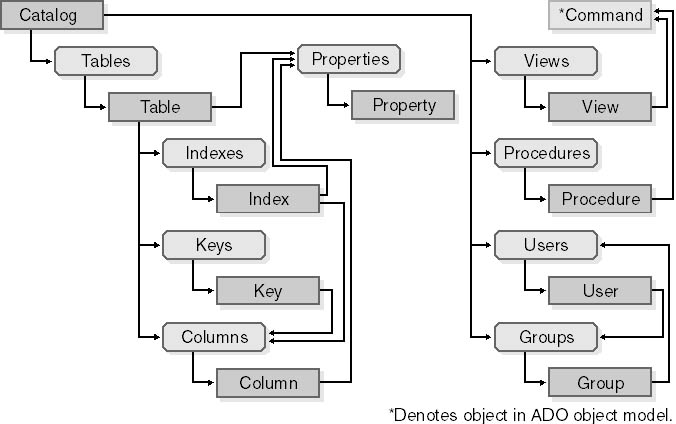 Catalog
*Command
Tables
Properties
Views
Table
Property
View
Indexes
Procedures
Index
Procedure
Keys
Users
Key
User
Columns
Groups
Column
Group
*Denotes object in ADO object model.